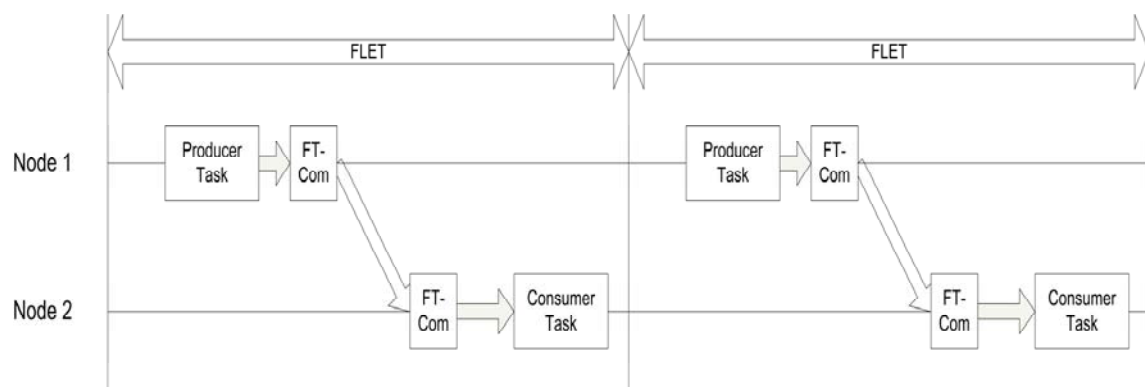 FLET
FLET
Node 1
Producer
Task
FT-
Com
Producer
Task
FT-
Com
Node 2
FT-
Com
Consumer
Task
FT-
Com
Consumer
Task